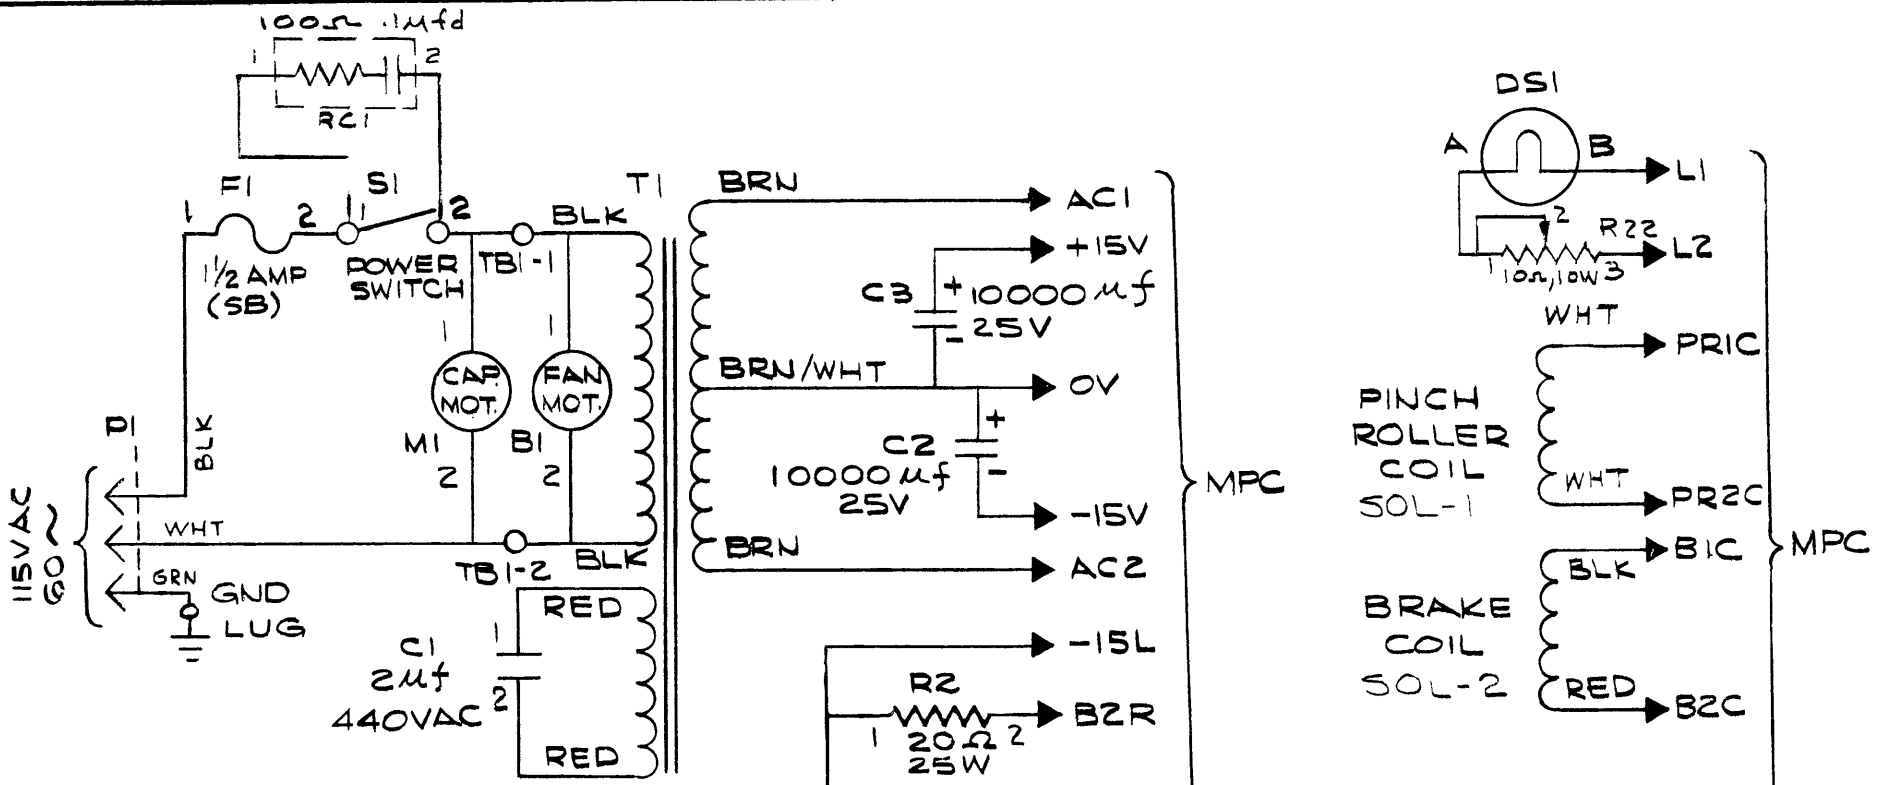 100Ω .1µfd
1 2
RC1
F1 S1
1 2 1 2
1½ AMP
(SB)
POWER
SWITCH
TB1-1
BLK
T1
1
CAP.
MOT.
M1
2
1
FAN
MOT.
B1
2
P1
BLK
115VAC
60~
WHT
GRN
GND
LUG
TB1-2
BLK
RED
1
C1
2µf
440VAC
2
RED
BRN
AC1
+15V
C3
+ 10000µf
25V
-
BRN/WHT
0V
+
C2
10000µf
25V
-
-15V
BRN
AC2
-15L
R2
B2R
1 20Ω 2
25W
MPC
DS1
A B
L1
2
R22
L2
1 10Ω, 10W 3
WHT
PR1C
PINCH
ROLLER
COIL
SOL-1
WHT
PR2C
B1C
BLK
BRAKE
COIL
SOL-2
RED
B2C
MPC